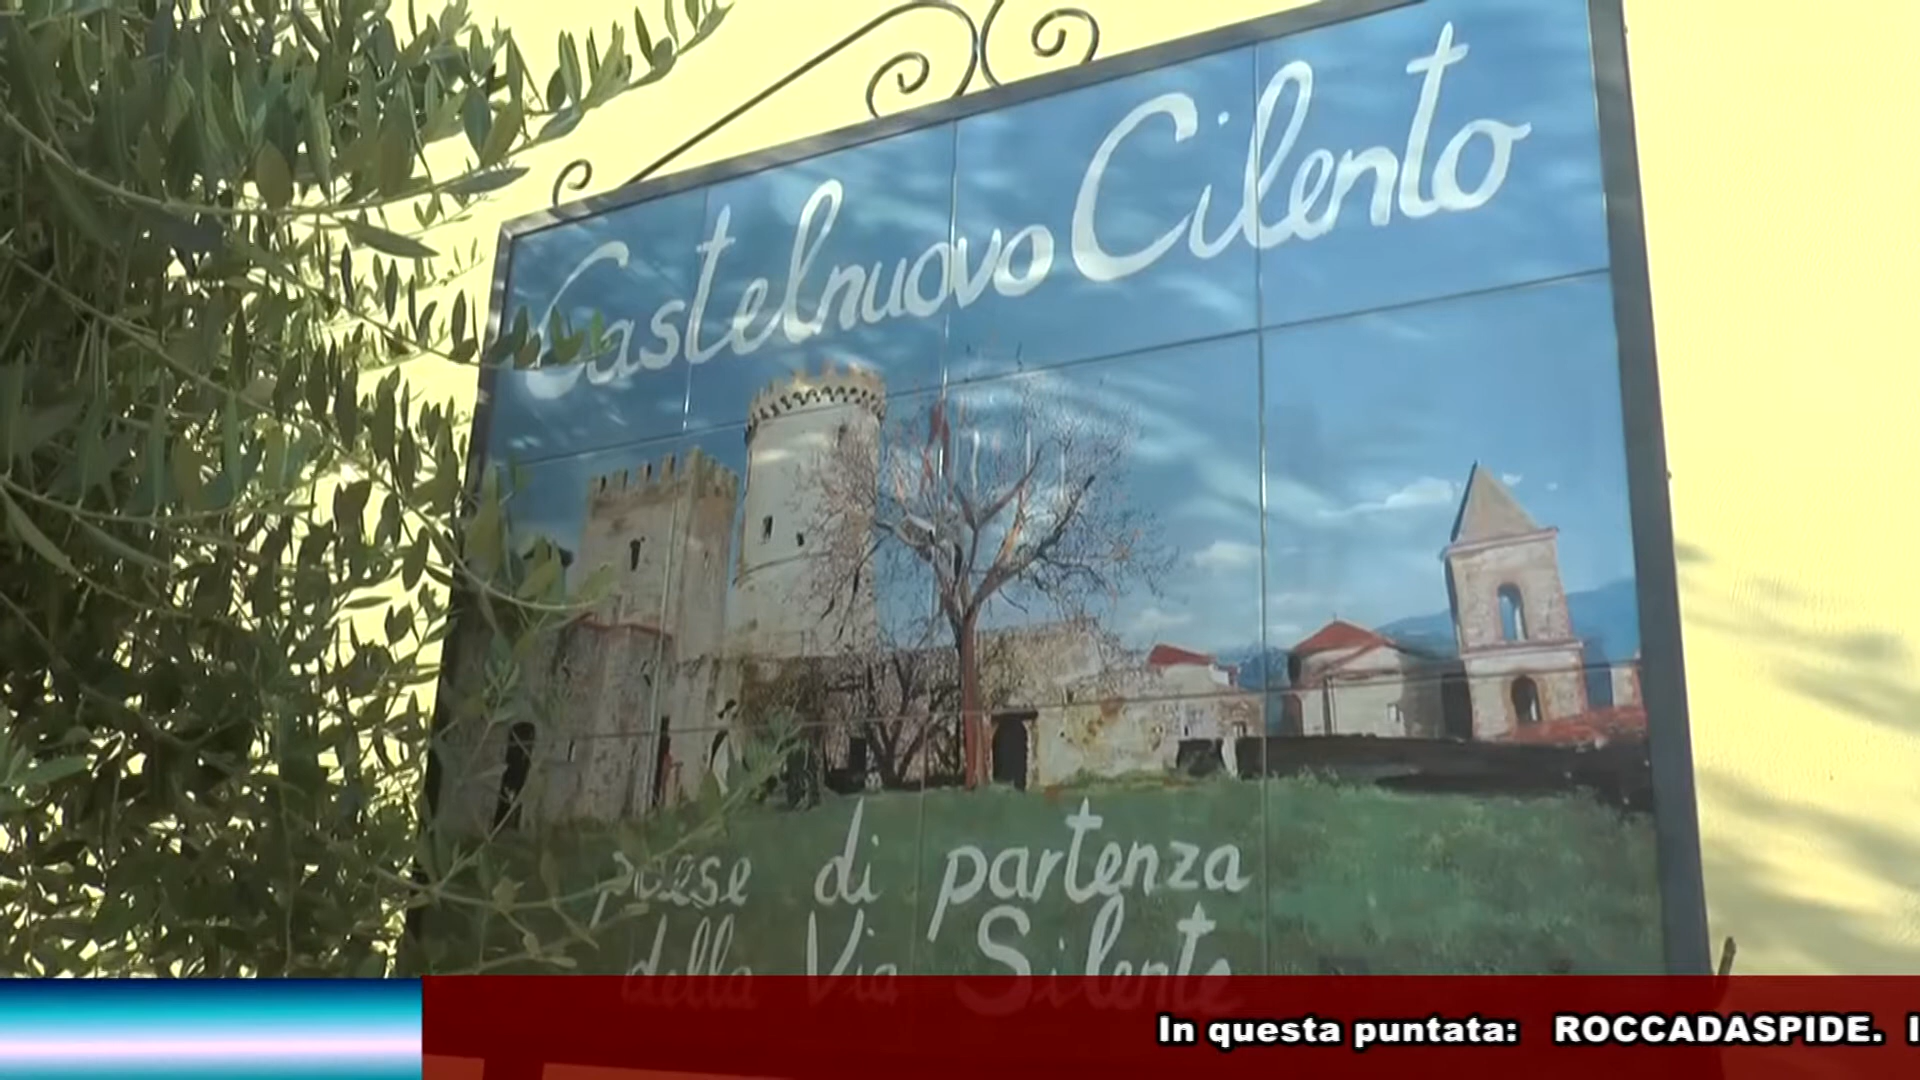 Castelnuovo Cilento
paese di partenza
della Via Silente
In questa puntata: ROCCADASPIDE. I